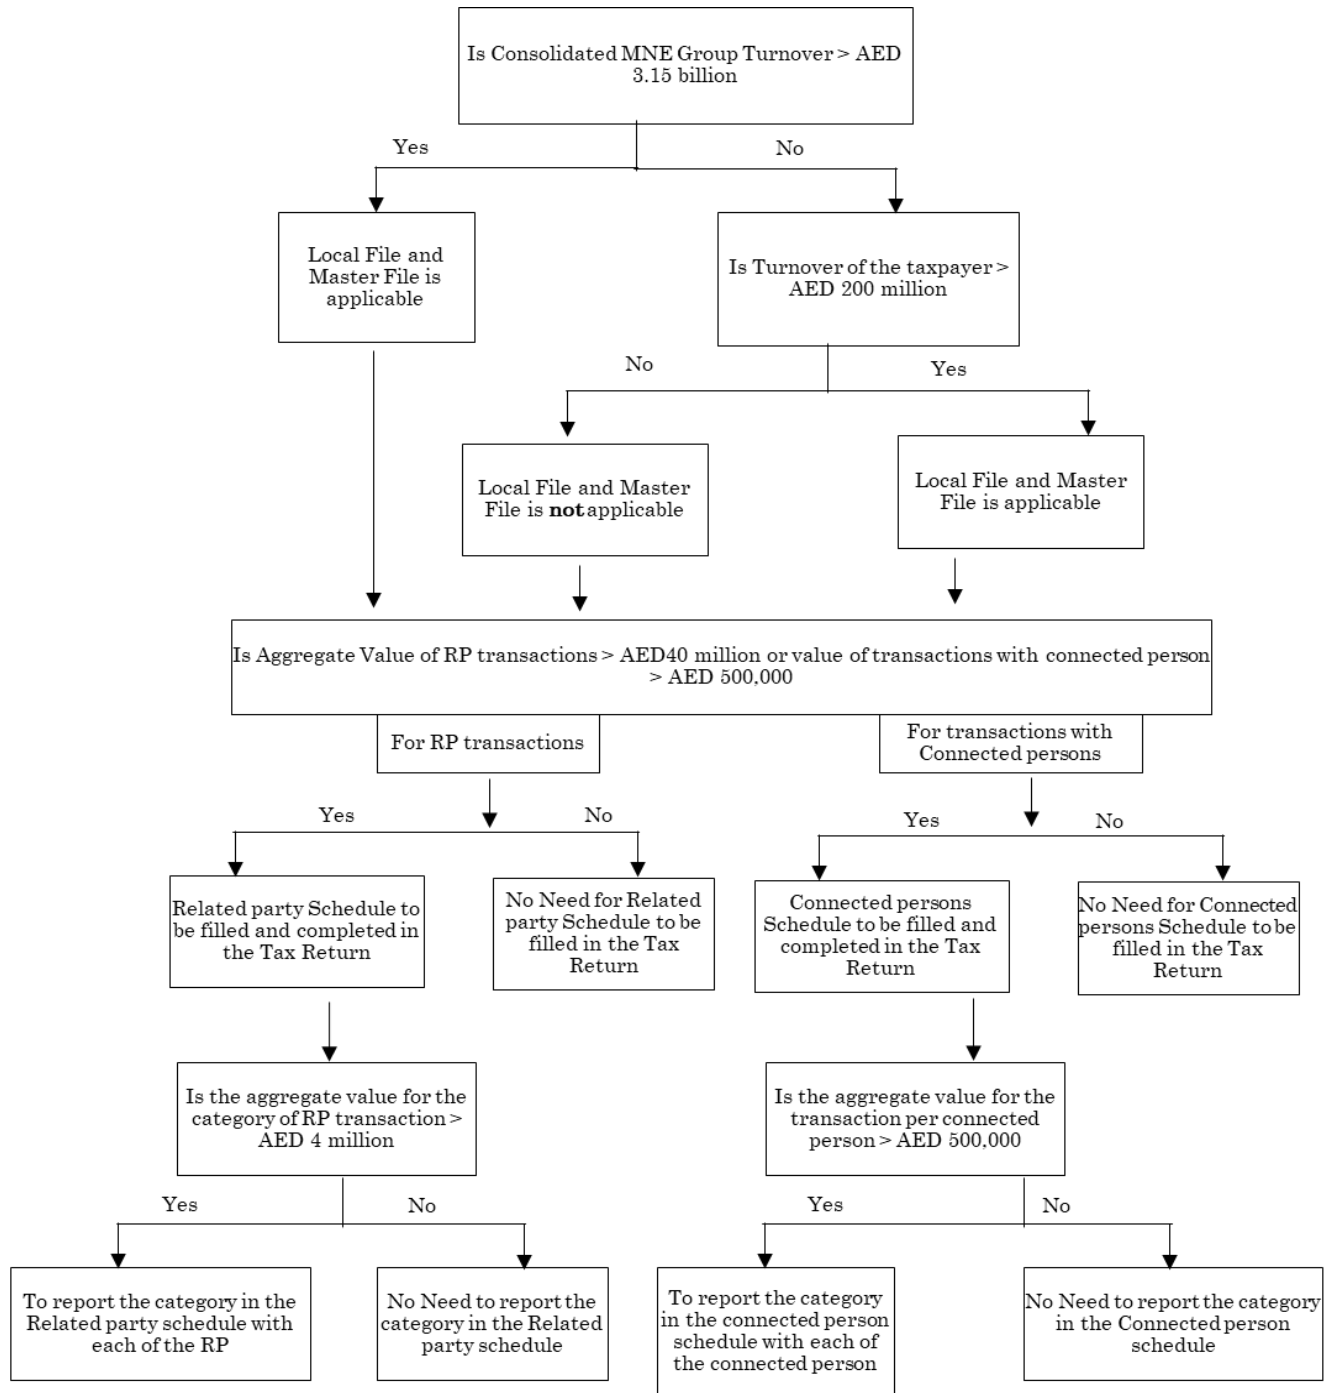 Is Consolidated MNE Group Turnover > AED
3.15 billion
Yes
No
Local File and
Master File is
applicable
Is Turnover of the taxpayer >
AED 200 million
No
Yes
Local File and Master
File is not applicable
Local File and Master
File is applicable
Is Aggregate Value of RP transactions > AED40 million or value of transactions with connected person
> AED 500,000
For RP transactions
For transactions with
Connected persons
Yes
No
Yes
No
Related party Schedule to
be filled and completed in
the Tax Return
No Need for Related
party Schedule to be
filled in the Tax
Return
Connected persons
Schedule to be filled and
completed in the Tax
Return
No Need for Connected
persons Schedule to be
filled in the Tax
Return
Is the aggregate value for the
category of RP transaction >
AED 4 million
Is the aggregate value for the
transaction per connected
person > AED 500,000
Yes
No
Yes
No
To report the category in the
Related party schedule with
each of the RP
No Need to report the
category in the Related
party schedule
To report the category
in the connected person
schedule with each of
the connected person
No Need to report the category
in the Connected person
schedule